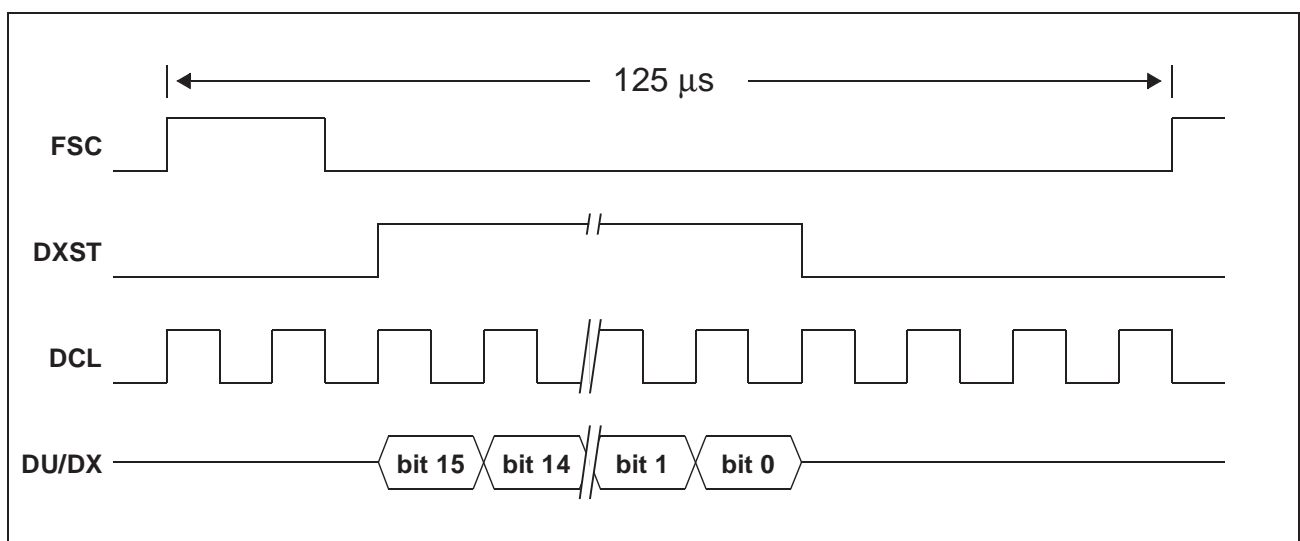 125 μs
FSC
DXST
DCL
DU/DX bit 15 bit 14 bit 1 bit 0